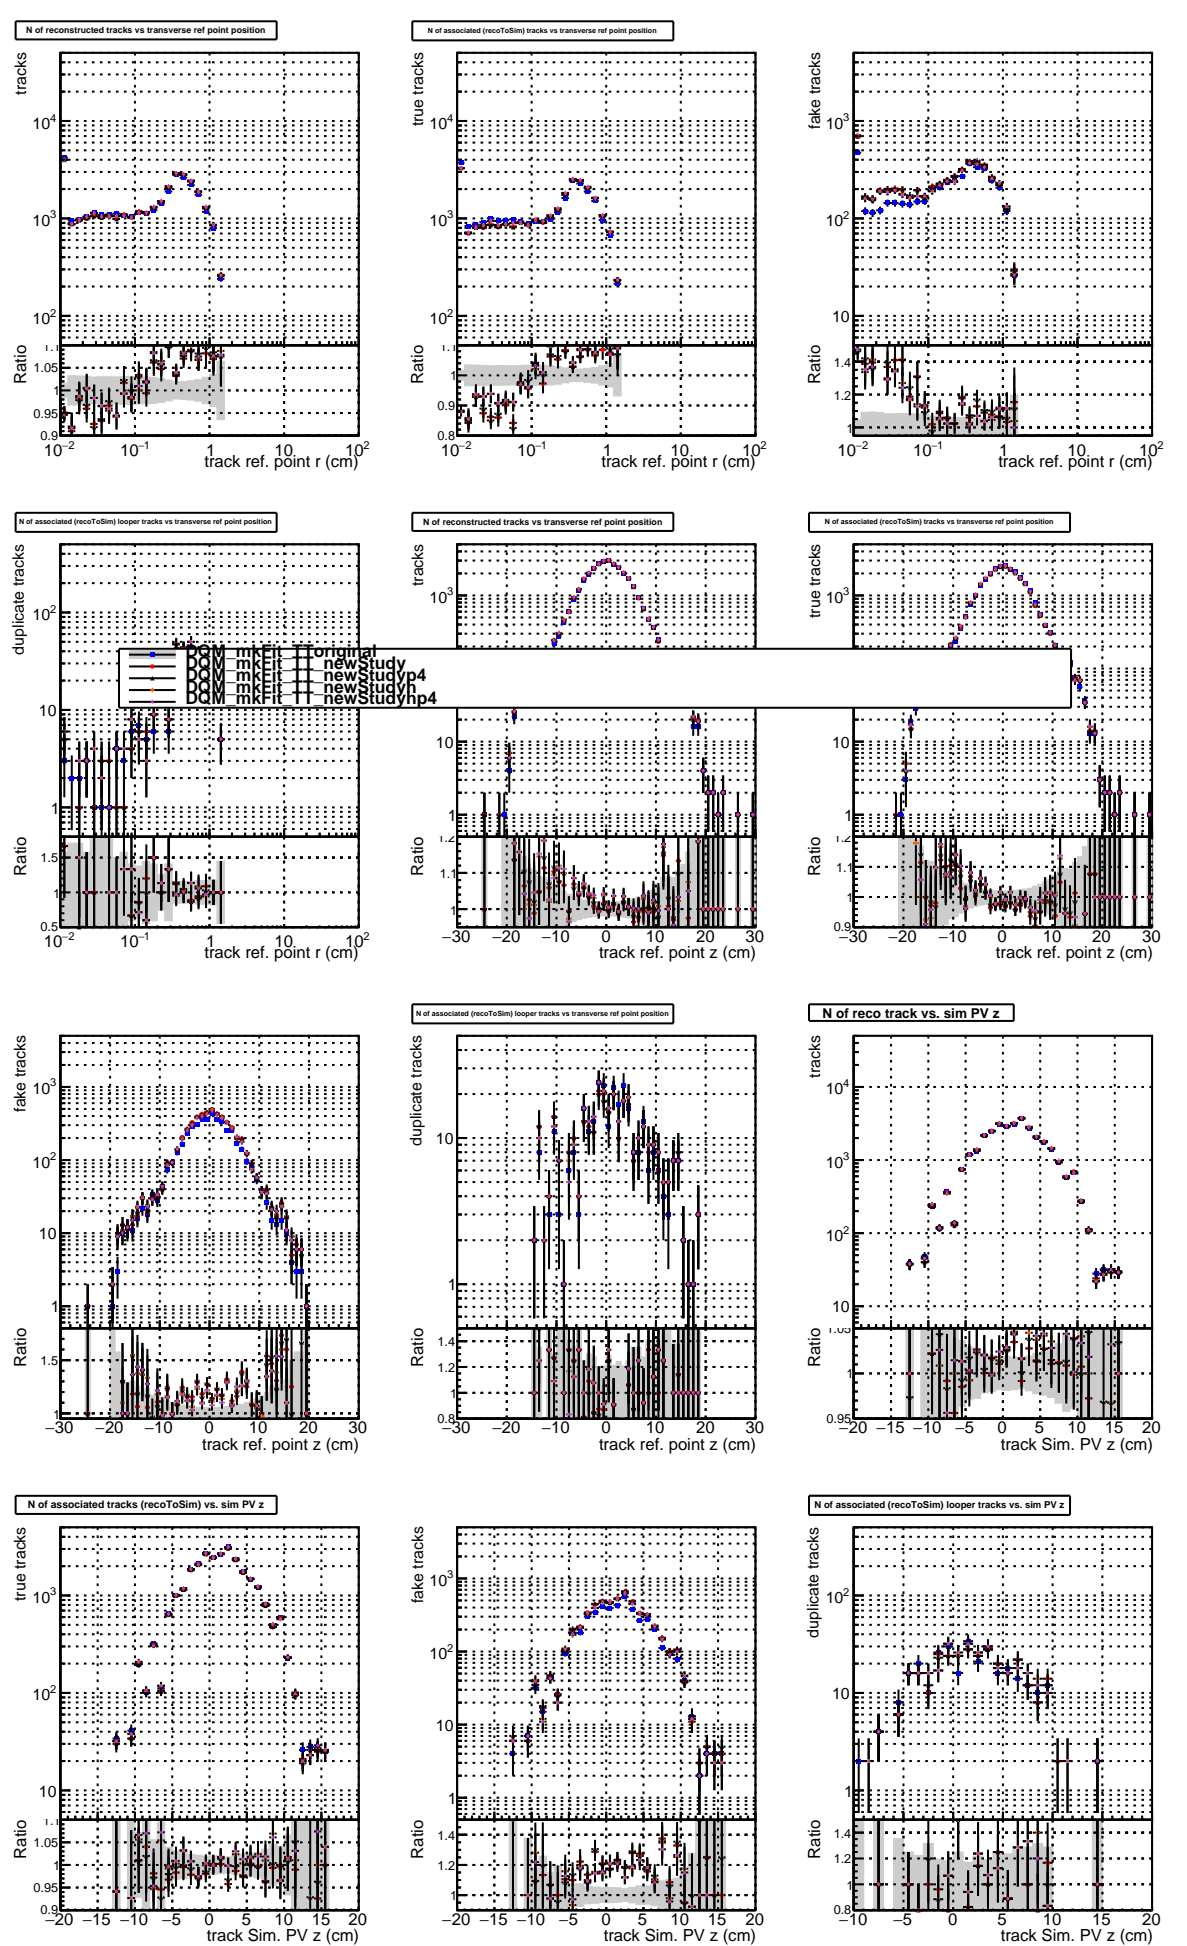 N of reconstructed tracks vs transverse ref point position
N of associated (recoToSim) tracks vs transverse ref point position
tracks
true tracks
fake tracks
10^4
10^3
10^2
10^4
10^3
10^2
10^3
10^2
10
Ratio
1.1
1.05
1
0.95
0.9
Ratio
1.1
1
0.9
0.8
Ratio
1.4
1.2
1
10^−2 10^−1 1 10 10^2
10^−2 10^−1 1 10 10^2
10^−2 10^−1 1 10 10^2
track ref. point r (cm)
track ref. point r (cm)
track ref. point r (cm)
N of associated (recoToSim) looper tracks vs transverse ref point position
N of reconstructed tracks vs transverse ref point position
N of associated (recoToSim) tracks vs transverse ref point position
duplicate tracks
tracks
true tracks
10^2
10
1
10^3
10
1
10^3
10
1
DQM_mkFit_TT_original
DQM_mkFit_TT_newStudy
DQM_mkFit_TT_newStudyp4
DQM_mkFit_TT_newStudyh
DQM_mkFit_TT_newStudyhp4
Ratio
1.5
1
0.5
Ratio
1.2
1.1
1
Ratio
1.2
1.1
1
0.9
10^−2 10^−1 1 10 10^2
−30 −20 −10 0 10 20 30
−30 −20 −10 0 10 20 30
track ref. point r (cm)
track ref. point z (cm)
track ref. point z (cm)
N of associated (recoToSim) looper tracks vs transverse ref point position
N of reco track vs. sim PV z
fake tracks
duplicate tracks
tracks
10^3
10^2
10
1
10
1
10^4
10^3
10^2
10
Ratio
1.5
1
Ratio
1.4
1.2
1
0.8
Ratio
1.05
1
0.95
−30 −20 −10 0 10 20 30
−30 −20 −10 0 10 20 30
−20 −15 −10 −5 0 5 10 15 20
track ref. point z (cm)
track ref. point z (cm)
track Sim. PV z (cm)
N of associated tracks (recoToSim) vs. sim PV z
N of associated (recoToSim) looper tracks vs. sim PV z
true tracks
fake tracks
duplicate tracks
10^3
10^2
10
10^3
10^2
10
1
10^2
10
1
Ratio
1.1
1.05
1
0.95
0.9
Ratio
1.4
1.2
1
Ratio
1.4
1.2
1
0.8
−20 −15 −10 −5 0 5 10 15 20
−20 −15 −10 −5 0 5 10 15 20
−10 −5 0 5 10 15 20
track Sim. PV z (cm)
track Sim. PV z (cm)
track Sim. PV z (cm)